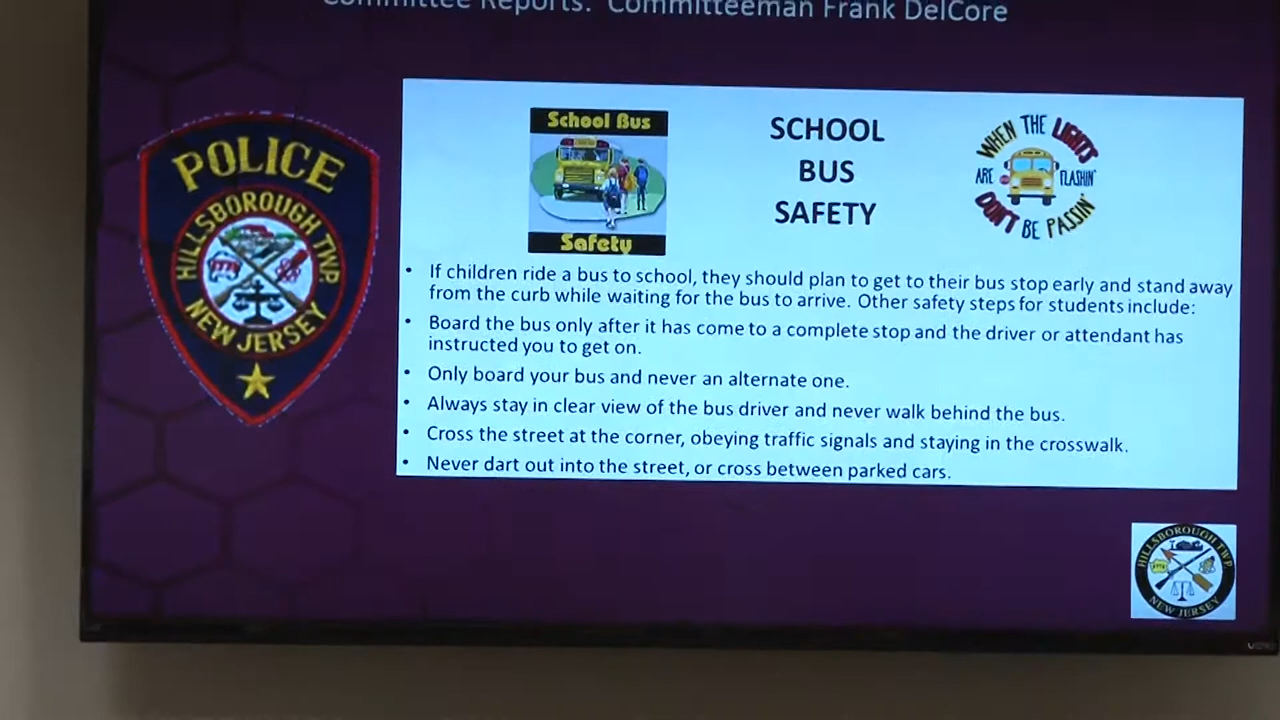 Committee Reports: Committeeman Frank DelCore
POLICE
HILLSBOROUGH TWP
NEW JERSEY
School Bus
Safety
SCHOOL
BUS
SAFETY
WHEN THE LIGHTS
ARE FLASHIN'
DON'T BE PASSIN'
• If children ride a bus to school, they should plan to get to their bus stop early and stand away
from the curb while waiting for the bus to arrive. Other safety steps for students include:
• Board the bus only after it has come to a complete stop and the driver or attendant has
instructed you to get on.
• Only board your bus and never an alternate one.
• Always stay in clear view of the bus driver and never walk behind the bus.
• Cross the street at the corner, obeying traffic signals and staying in the crosswalk.
• Never dart out into the street, or cross between parked cars.
HILLSBOROUGH TWP.
NEW JERSEY
VIZIO